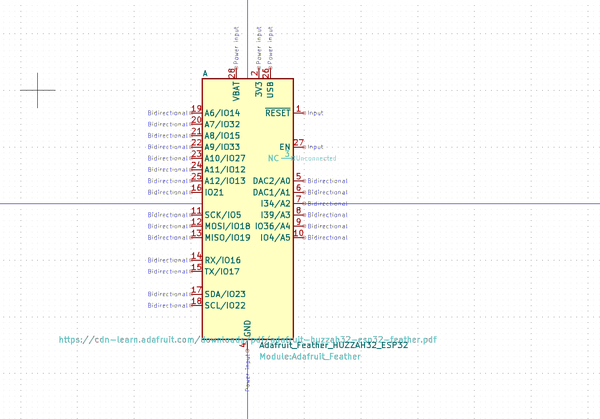 Power input
Power input
Power input
A
28
2
26
VBAT
3V3
USB
Bidirectional 19 A6/IO14 RESET 1 Input
Bidirectional 20 A7/IO32
Bidirectional 21 A8/IO15
Bidirectional 22 A9/IO33 EN 27 Input
Bidirectional 23 A10/IO27 NC 3 Unconnected
Bidirectional 24 A11/IO12
Bidirectional 25 A12/IO13 DAC2/A0 5 Bidirectional
Bidirectional 16 IO21 DAC1/A1 6 Bidirectional
I34/A2 7 Bidirectional
Bidirectional 11 SCK/IO5 I39/A3 8 Bidirectional
Bidirectional 12 MOSI/IO18 IO36/A4 9 Bidirectional
Bidirectional 13 MISO/IO19 IO4/A5 10 Bidirectional
Bidirectional 14 RX/IO16
Bidirectional 15 TX/IO17
Bidirectional 17 SDA/IO23
Bidirectional 18 SCL/IO22
GND
https://cdn-learn.adafruit.com/downloads/pdf/adafruit-huzzah32-esp32-feather.pdf
4
Adafruit_Feather_HUZZAH32_ESP32
Module:Adafruit_Feather
Power input